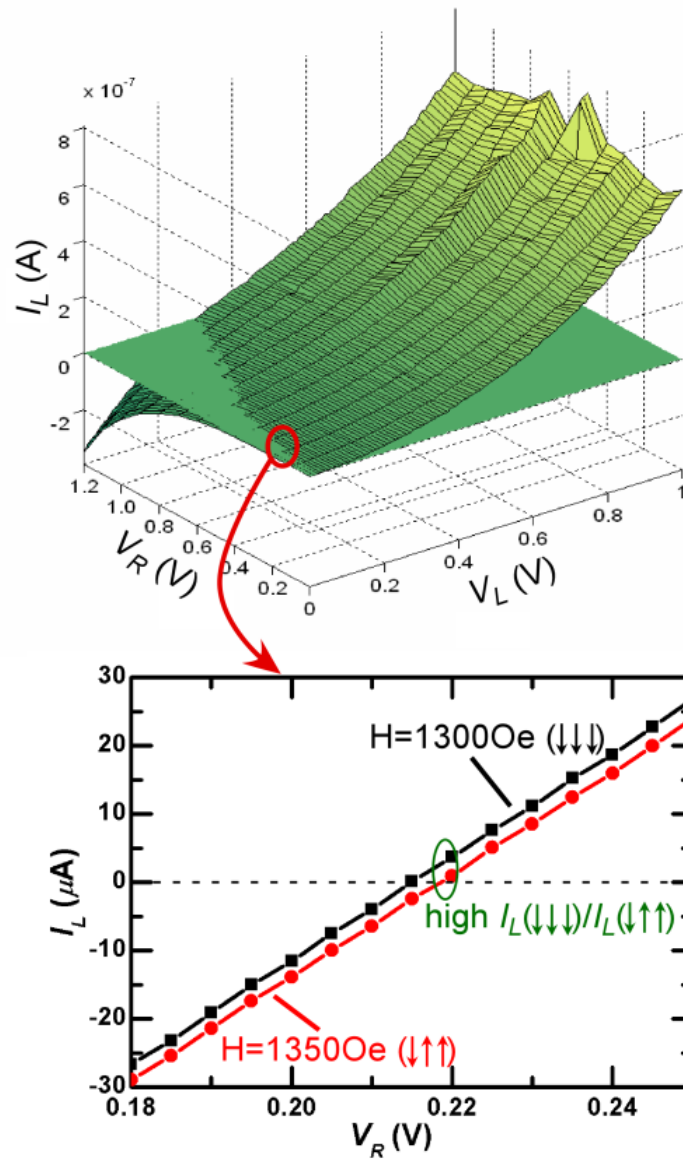 × 10⁻⁷
8
6
4
2
0
-2
I_L (A)
1.2
1.0
0.8
0.6
0.4
0.2
V_R (V)
0
0.2
0.4
0.6
0.8
1
V_L (V)
30
20
10
0
-10
-20
-30
I_L (μA)
H=1300Oe (↓↓↓)
high I_L(↓↓↓)/I_L(↓↑↑)
H=1350Oe (↓↑↑)
0.18 0.20 0.22 0.24
V_R (V)